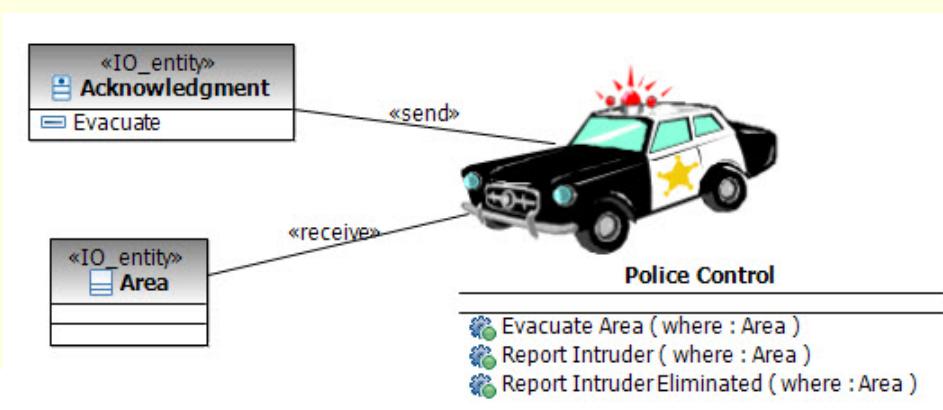 «IO_entity»
Acknowledgment
Evacuate
«send»
«receive»
«IO_entity»
Area
Police Control
Evacuate Area ( where : Area )
Report Intruder ( where : Area )
Report Intruder Eliminated ( where : Area )